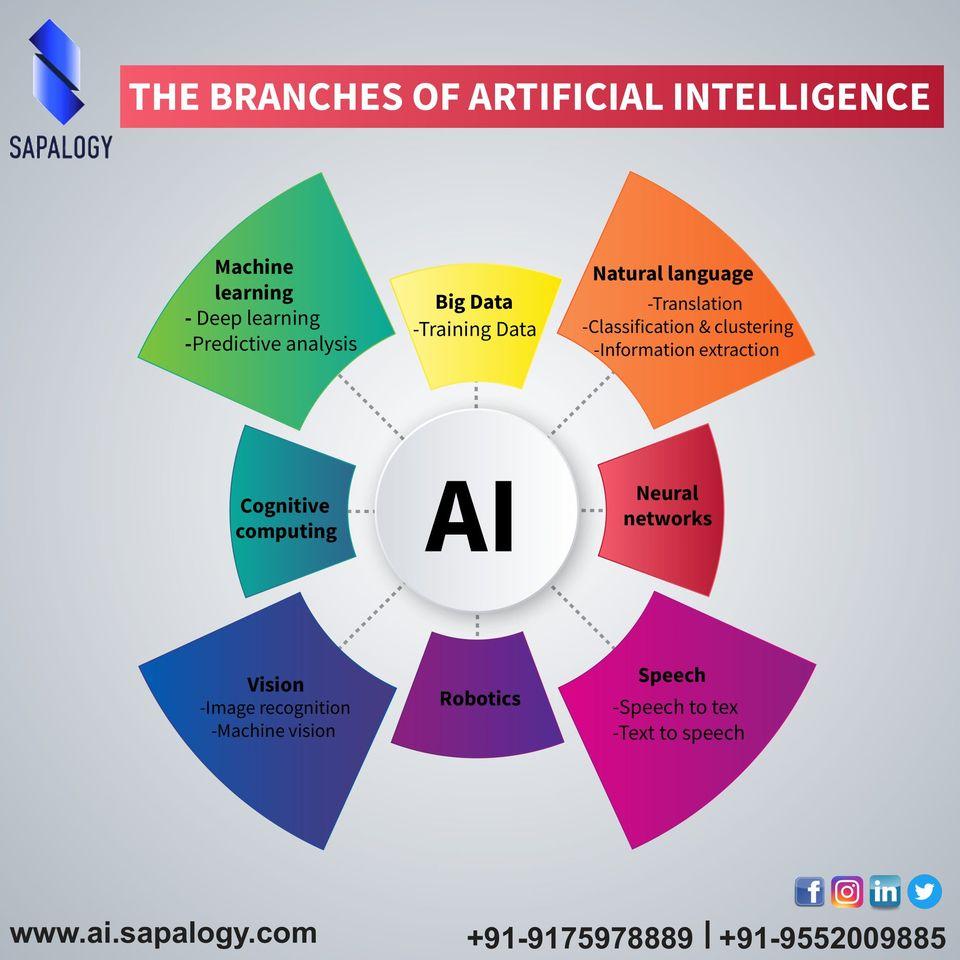 THE BRANCHES OF ARTIFICIAL INTELLIGENCE
SAPALOGY
Machine
learning
- Deep learning
-Predictive analysis
Big Data
-Training Data
Natural language
-Translation
-Classification & clustering
-Information extraction
Cognitive
computing
AI
Neural
networks
Vision
-Image recognition
-Machine vision
Robotics
Speech
-Speech to tex
-Text to speech
f in
www.ai.sapalogy.com
+91-9175978889 | +91-9552009885